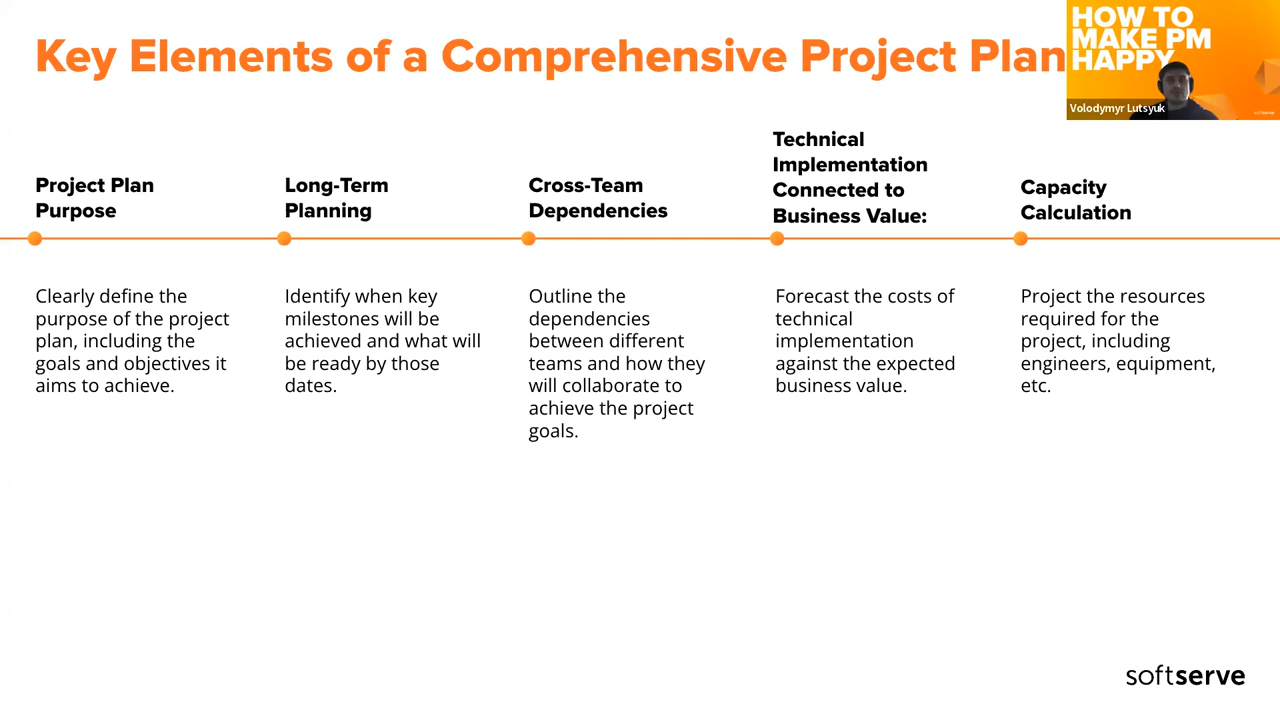 Key Elements of a Comprehensive Project Plan
HOW TO
MAKE PM
HAPPY
Volodymyr Lutsyuk
Project Plan
Purpose
Long-Term
Planning
Cross-Team
Dependencies
Technical
Implementation
Connected to
Business Value:
Capacity
Calculation
Clearly define the
purpose of the project
plan, including the
goals and objectives it
aims to achieve.
Identify when key
milestones will be
achieved and what will
be ready by those
dates.
Outline the
dependencies
between different
teams and how they
will collaborate to
achieve the project
goals.
Forecast the costs of
technical
implementation
against the expected
business value.
Project the resources
required for the
project, including
engineers, equipment,
etc.
softserve